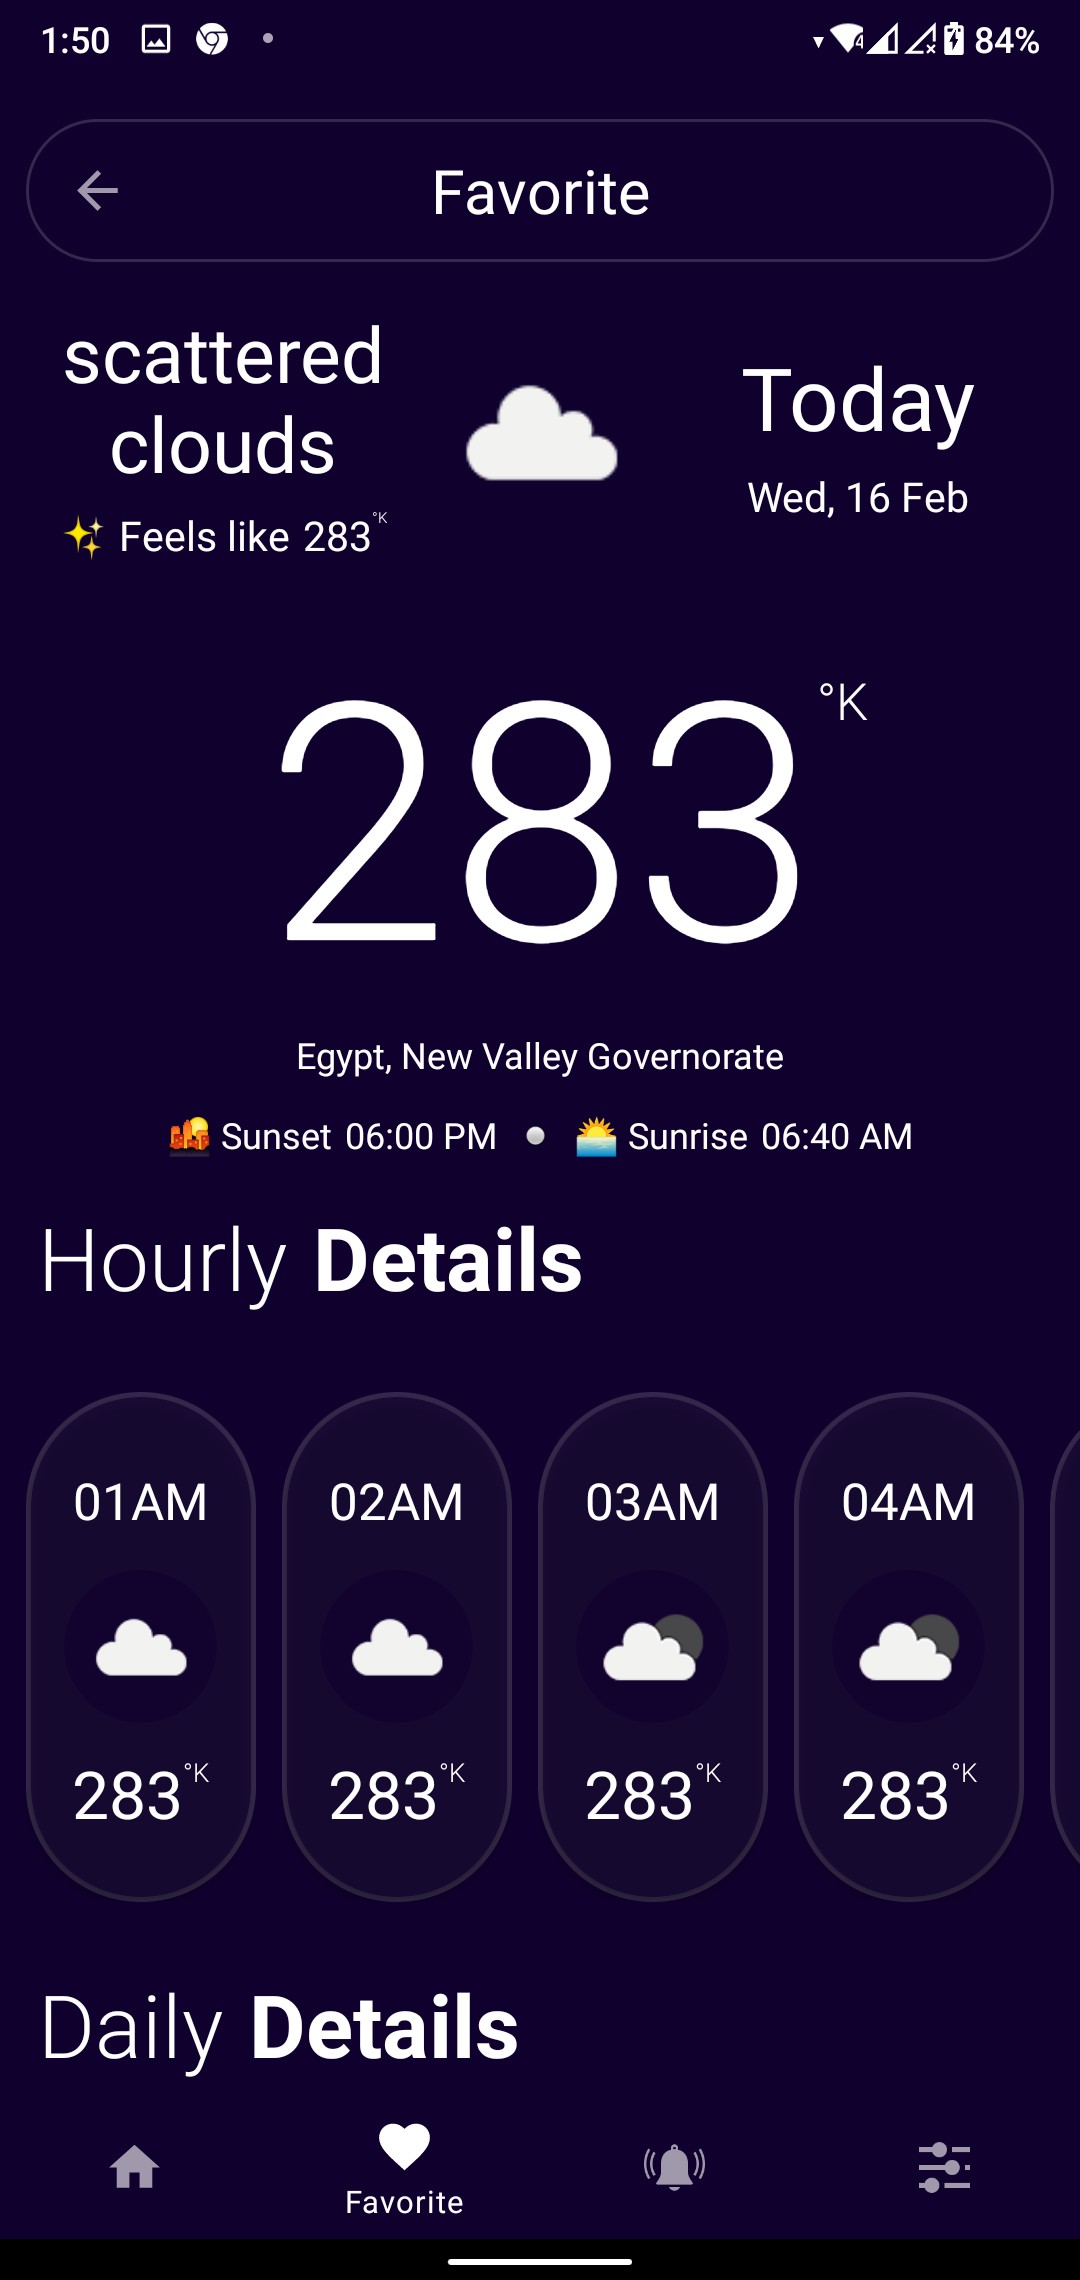 1:50
84%
Favorite
scattered
clouds
Today
Wed, 16 Feb
✨ Feels like 283°K
283°K
Egypt, New Valley Governorate
Sunset 06:00 PM
Sunrise 06:40 AM
Hourly Details
01AM 02AM 03AM 04AM
283°K 283°K 283°K 283°K
Daily Details
Favorite